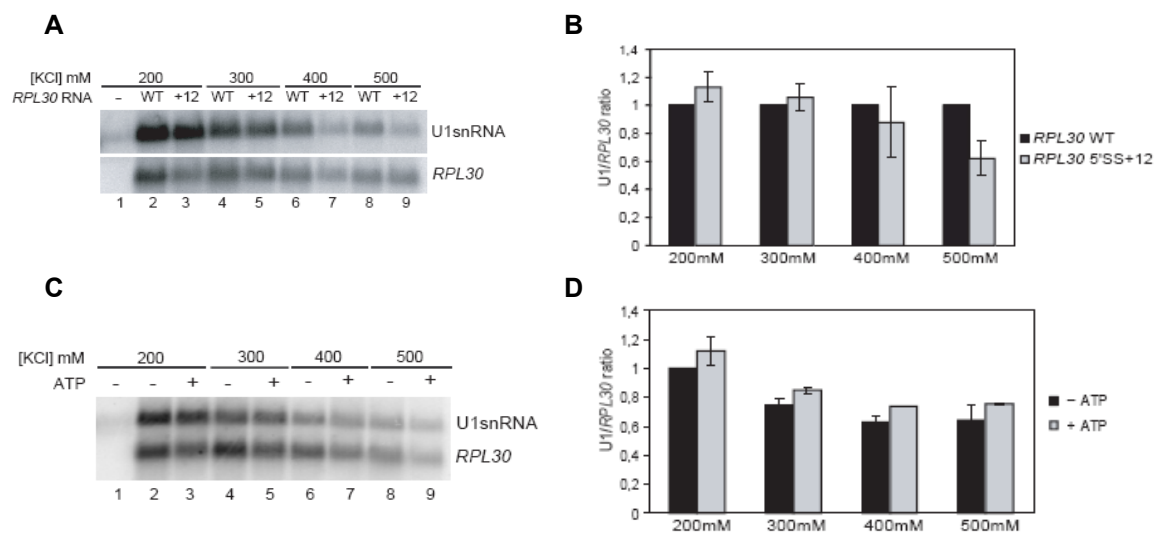 A
[KCl] mM 200 300 400 500
RPL30 RNA - WT +12 WT +12 WT +12 WT +12
U1snRNA
RPL30
1 2 3 4 5 6 7 8 9
B
1,4
1,2
1
0,8
0,6
0,4
0,2
0
U1/RPL30 ratio
200mM 300mM 400mM 500mM
RPL30 WT
RPL30 5'SS+12
C
[KCl] mM 200 300 400 500
ATP - - + - + - + - +
U1snRNA
RPL30
1 2 3 4 5 6 7 8 9
D
1,4
1,2
1
0,8
0,6
0,4
0,2
0
U1/RPL30 ratio
200mM 300mM 400mM 500mM
– ATP
+ ATP